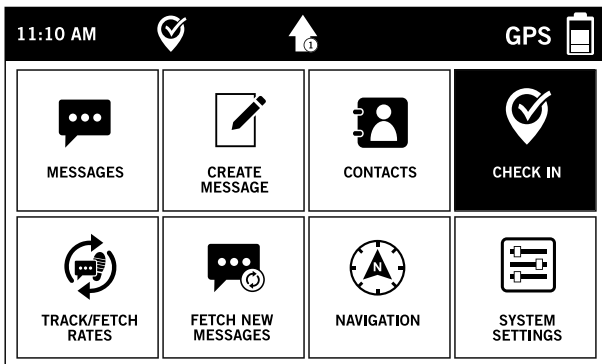 11:10 AM
1
GPS
MESSAGES
CREATE
MESSAGE
CONTACTS
CHECK IN
TRACK/FETCH
RATES
FETCH NEW
MESSAGES
N
NAVIGATION
SYSTEM
SETTINGS